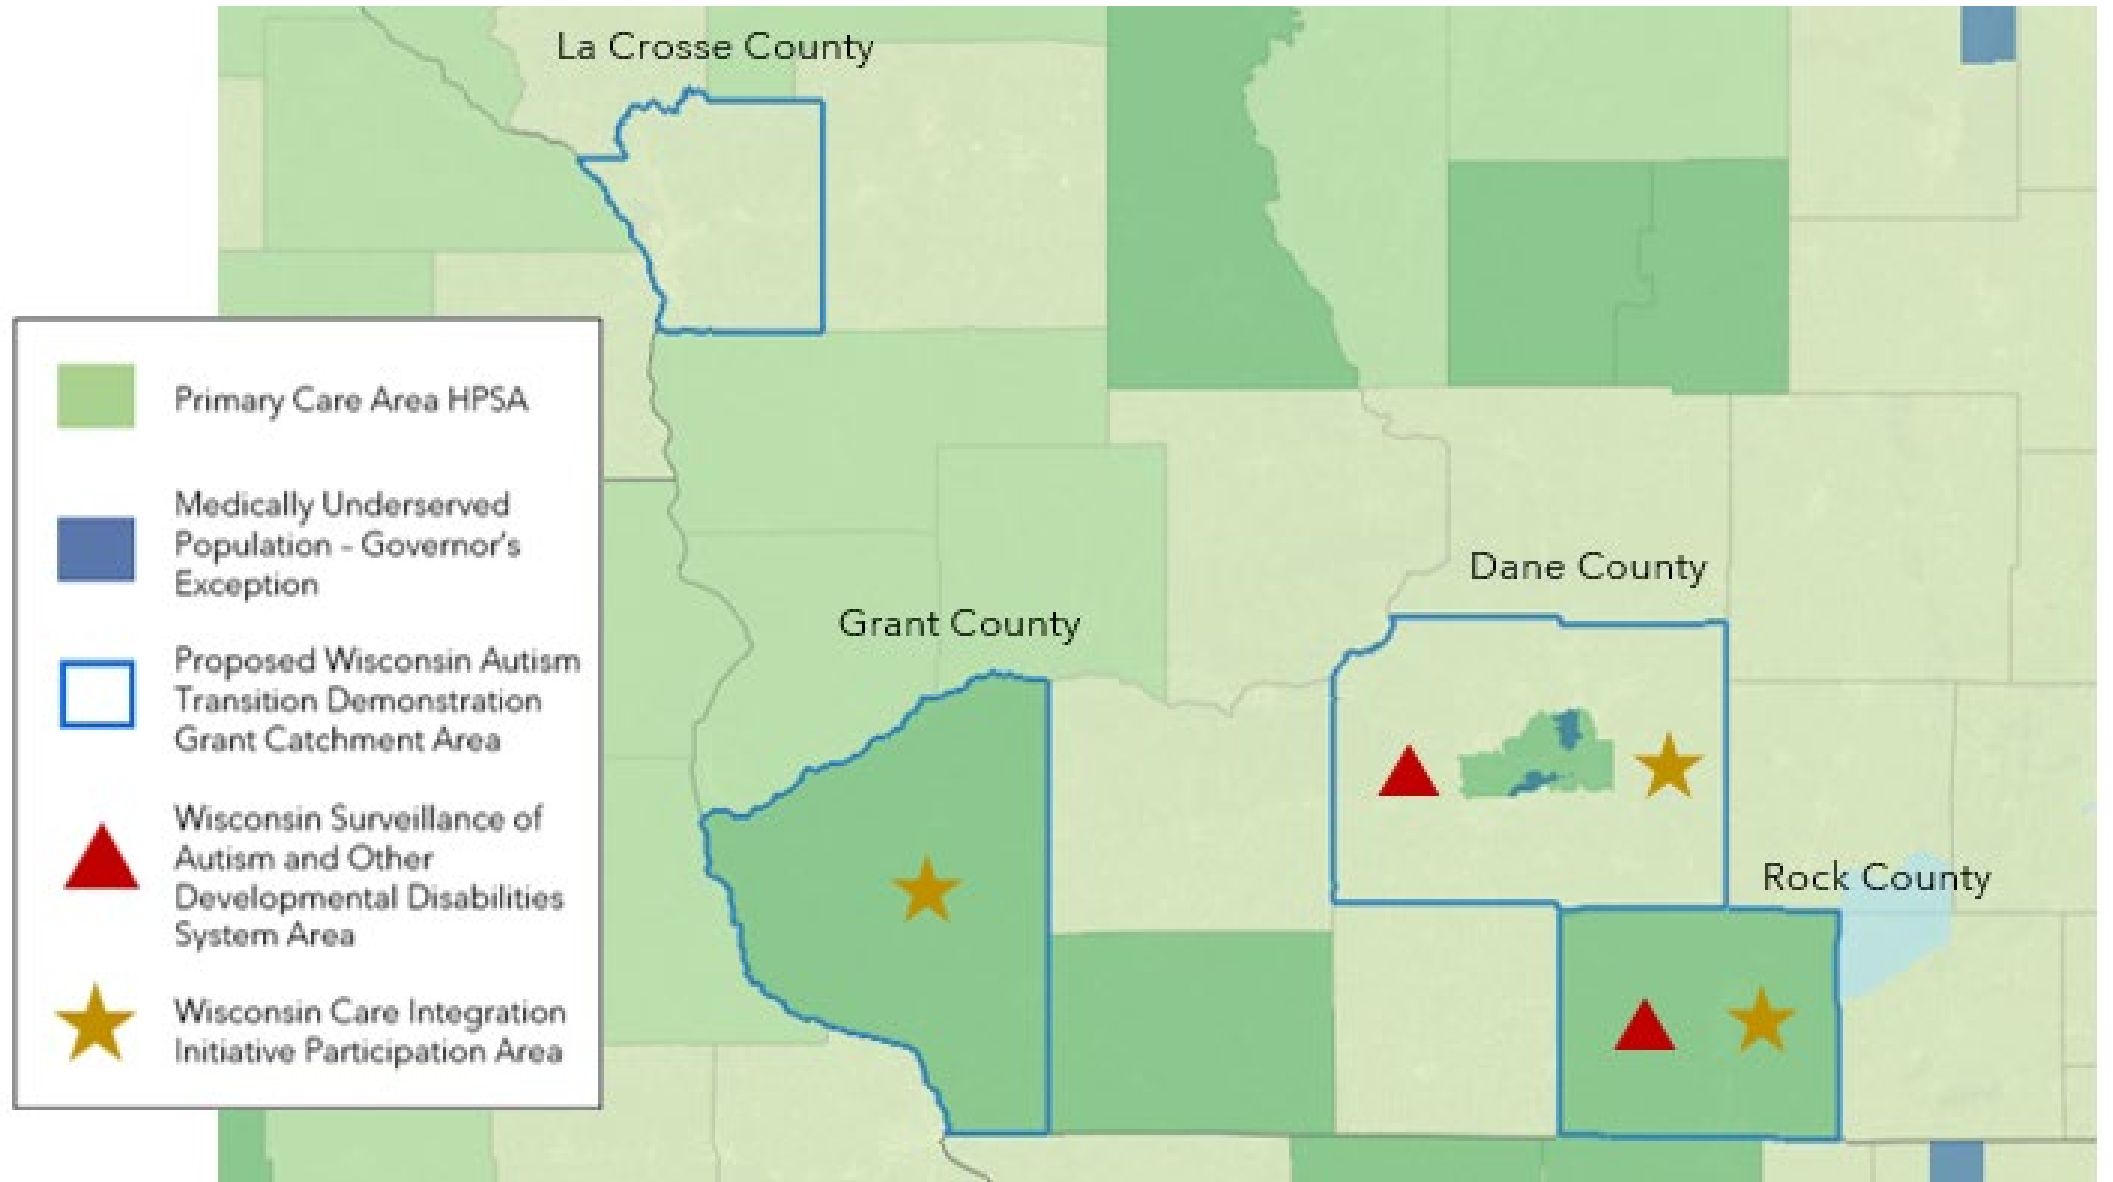 La Crosse County
Primary Care Area HPSA
Medically Underserved
Population - Governor's
Exception
Dane County
Grant County
Proposed Wisconsin Autism
Transition Demonstration
Grant Catchment Area
Wisconsin Surveillance of
Autism and Other
Developmental Disabilities
System Area
Rock County
Wisconsin Care Integration
Initiative Participation Area